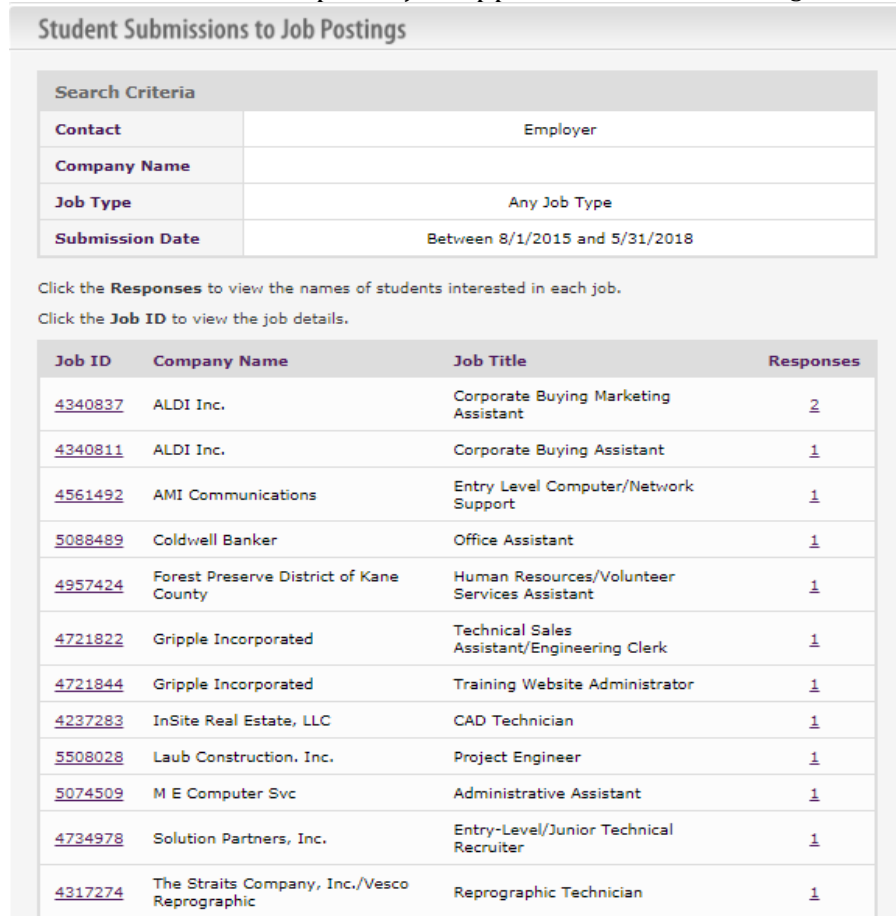 Student Submissions to Job Postings
Search Criteria
Contact Employer
Company Name
Job Type Any Job Type
Submission Date Between 8/1/2015 and 5/31/2018
Click the Responses to view the names of students interested in each job.
Click the Job ID to view the job details.
Job ID Company Name Job Title Responses
4340837 ALDI Inc. Corporate Buying Marketing Assistant 2
4340811 ALDI Inc. Corporate Buying Assistant 1
4561492 AMI Communications Entry Level Computer/Network Support 1
5088489 Coldwell Banker Office Assistant 1
4957424 Forest Preserve District of Kane County Human Resources/Volunteer Services Assistant 1
4721822 Gripple Incorporated Technical Sales Assistant/Engineering Clerk 1
4721844 Gripple Incorporated Training Website Administrator 1
4237283 InSite Real Estate, LLC CAD Technician 1
5508028 Laub Construction. Inc. Project Engineer 1
5074509 M E Computer Svc Administrative Assistant 1
4734978 Solution Partners, Inc. Entry-Level/Junior Technical Recruiter 1
4317274 The Straits Company, Inc./Vesco Reprographic Reprographic Technician 1